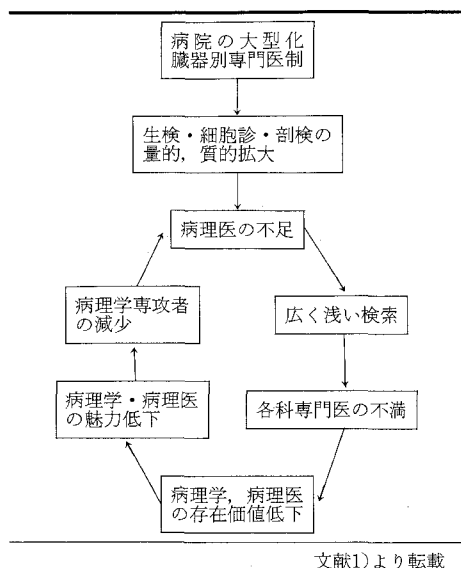 病院の大型化
臓器別専門医制
生検・細胞診・剖検の
量的，質的拡大
病理医の不足
広く浅い検索
各科専門医の不満
病理学，病理医
の存在価値低下
病理学・病理医
の魅力低下
病理学専攻者
の減少
文献1)より転載